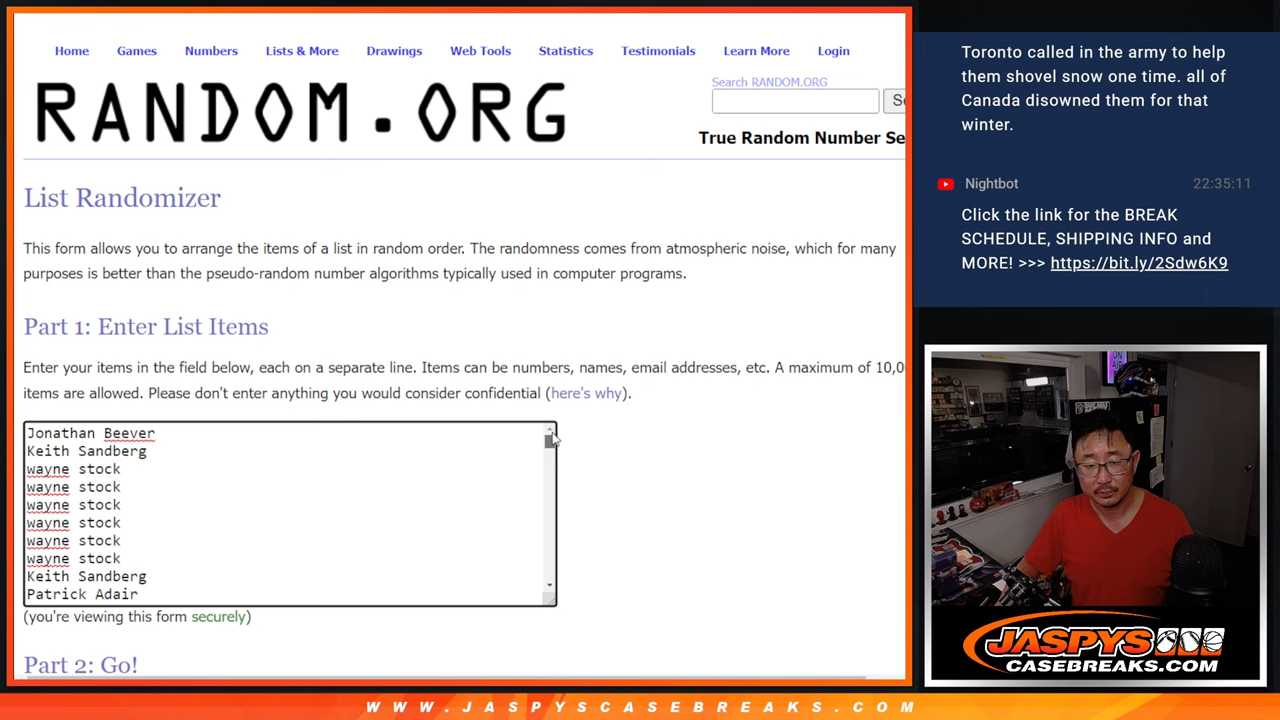 Home Games Numbers Lists & More Drawings Web Tools Statistics Testimonials Learn More Login
RANDOM.ORG
Search RANDOM.ORG
True Random Number Se
List Randomizer
This form allows you to arrange the items of a list in random order. The randomness comes from atmospheric noise, which for many
purposes is better than the pseudo-random number algorithms typically used in computer programs.
Part 1: Enter List Items
Enter your items in the field below, each on a separate line. Items can be numbers, names, email addresses, etc. A maximum of 10,0
items are allowed. Please don't enter anything you would consider confidential (here's why).
Jonathan Beever
Keith Sandberg
wayne stock
wayne stock
wayne stock
wayne stock
wayne stock
wayne stock
Keith Sandberg
Patrick Adair
(you're viewing this form securely)
Part 2: Go!
Toronto called in the army to help
them shovel snow one time. all of
Canada disowned them for that
winter.
Nightbot 22:35:11
Click the link for the BREAK
SCHEDULE, SHIPPING INFO and
MORE! >>> https://bit.ly/2Sdw6K9
JASPYS
CASEBREAKS.COM
WWW.JASPYSCASEBREAKS.COM